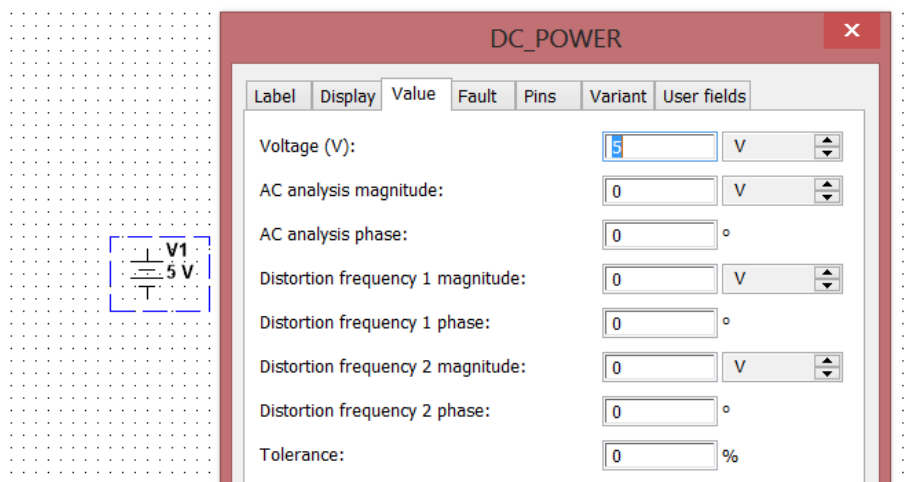 DC_POWER
x
Label Display Value Fault Pins Variant User fields
Voltage (V): 5 V
AC analysis magnitude: 0 V
AC analysis phase: 0 °
V1
5 V
Distortion frequency 1 magnitude: 0 V
Distortion frequency 1 phase: 0 °
Distortion frequency 2 magnitude: 0 V
Distortion frequency 2 phase: 0 °
Tolerance: 0 %